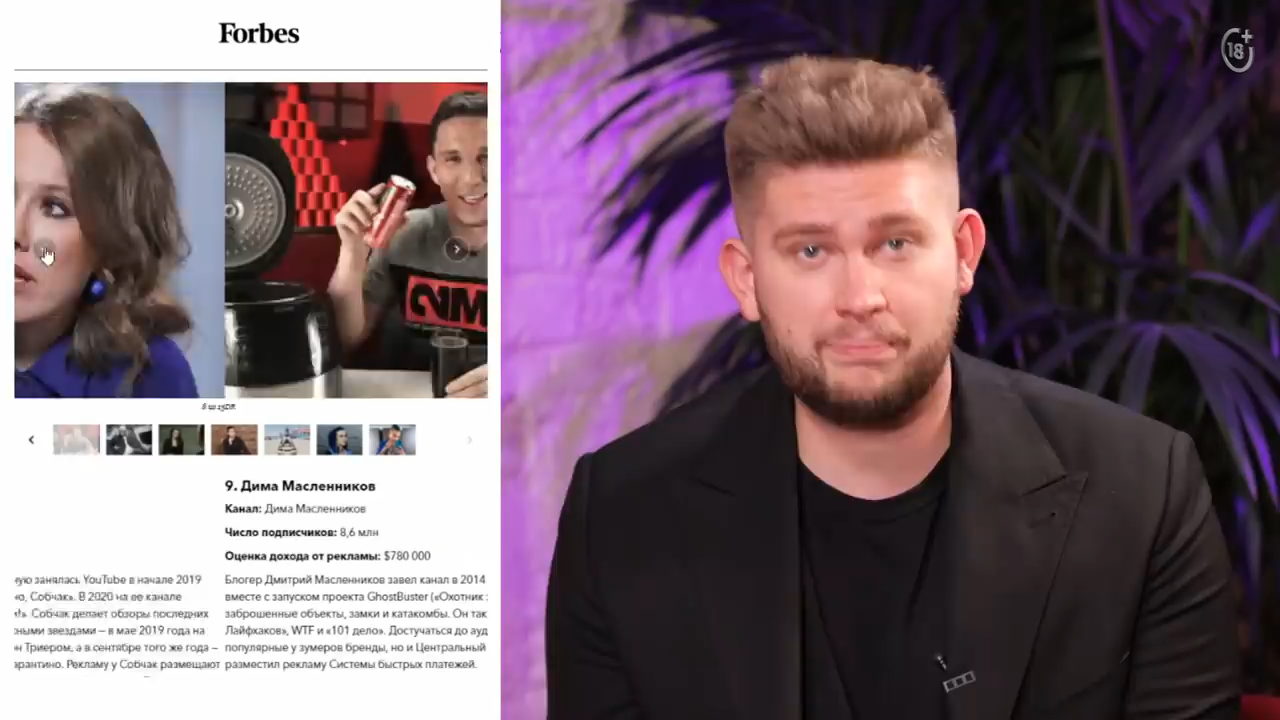 Forbes
18+
2M
8 из 15
9. Дима Масленников
Канал: Дима Масленников
Число подписчиков: 8,6 млн
Оценка дохода от рекламы: $780 000
занялась YouTube в начале 2019
Собчак». В 2020 на ее канале
Собчак делает обзоры последних
звездами – в мае 2019 года на
Триером, а в сентябре того же года –
Рекламу у Собчак размещают
Блогер Дмитрий Масленников завел канал в 2014
вместе с запуском проекта GhostBuster («Охотник
заброшенные объекты, замки и катакомбы. Он так
Лайфхаков», WTF и «101 дело». Достучаться до ауд
популярные у зумеров бренды, но и Центральный
разместил рекламу Системы быстрых платежей.